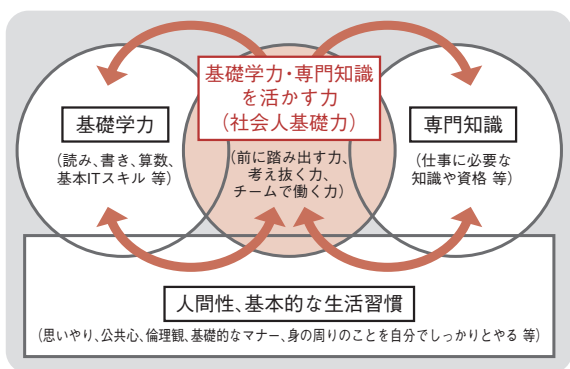 基礎学力・専門知識
を活かす力
(社会人基礎力)
基礎学力
専門知識
(読み、書き、算数、
基本ITスキル 等)
(前に踏み出す力、
考え抜く力、
チームで働く力)
(仕事に必要な
知識や資格 等)
人間性、基本的な生活習慣
(思いやり、公共心、倫理観、基礎的なマナー、身の周りのことを自分でしっかりとやる 等)